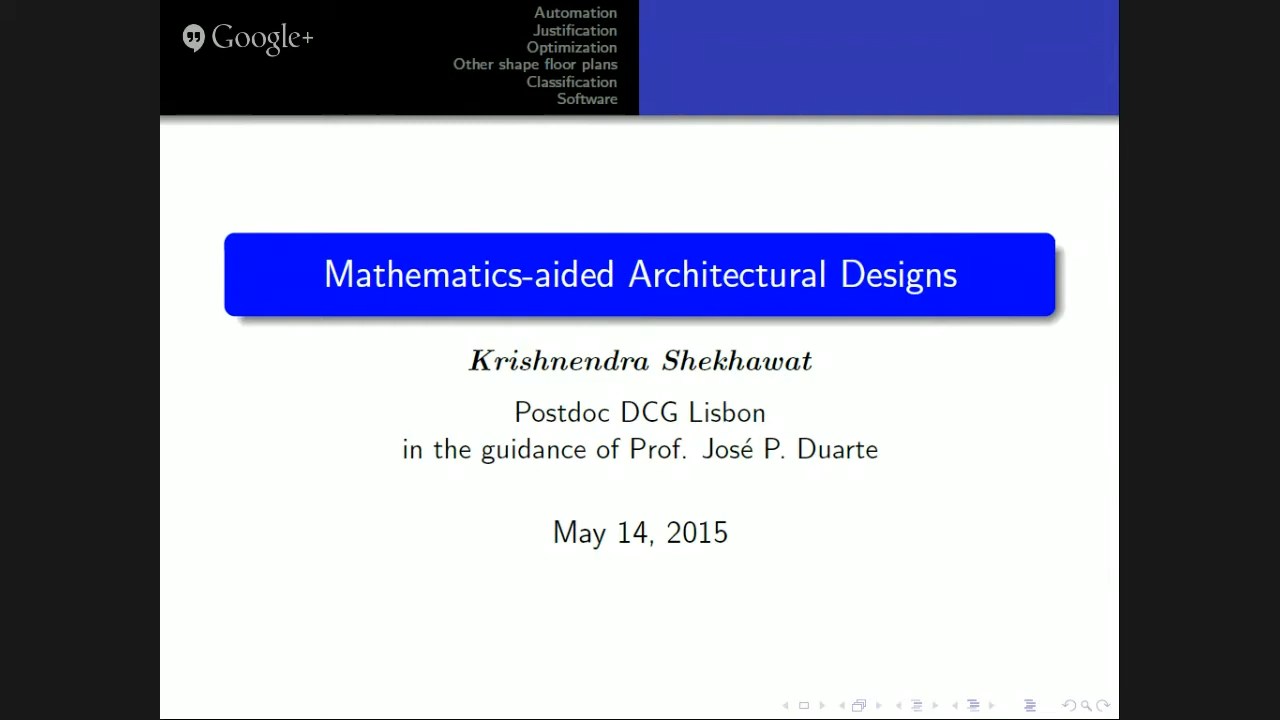 Google+
Automation
Justification
Optimization
Other shape floor plans
Classification
Software
Mathematics-aided Architectural Designs
Krishnendra Shekhawat
Postdoc DCG Lisbon
in the guidance of Prof. José P. Duarte
May 14, 2015